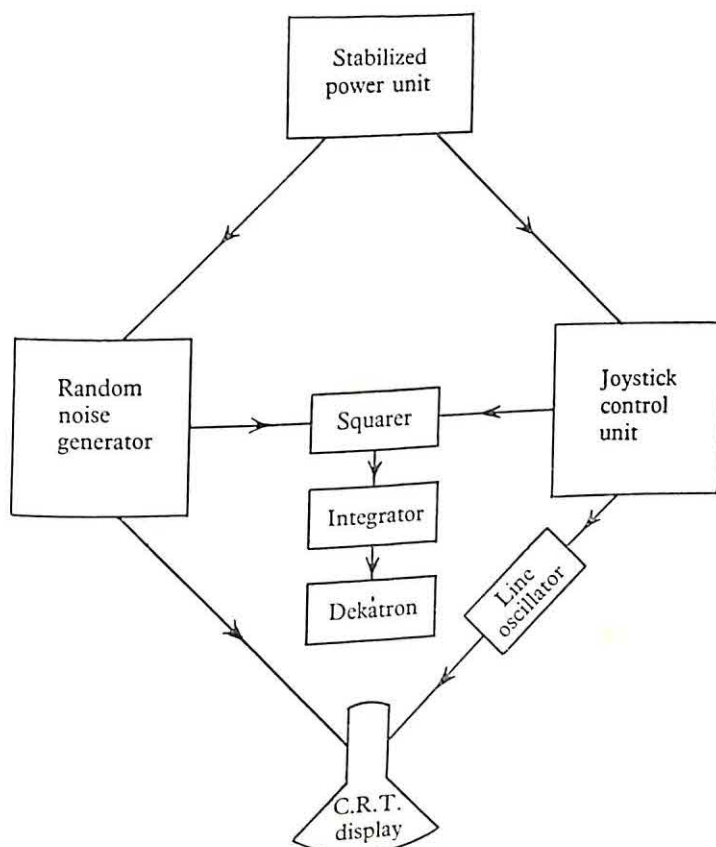 Stabilized
power unit
Random
noise
generator
Joystick
control
unit
Squarer
Integrator
Dekatron
Line
oscillator
C.R.T.
display